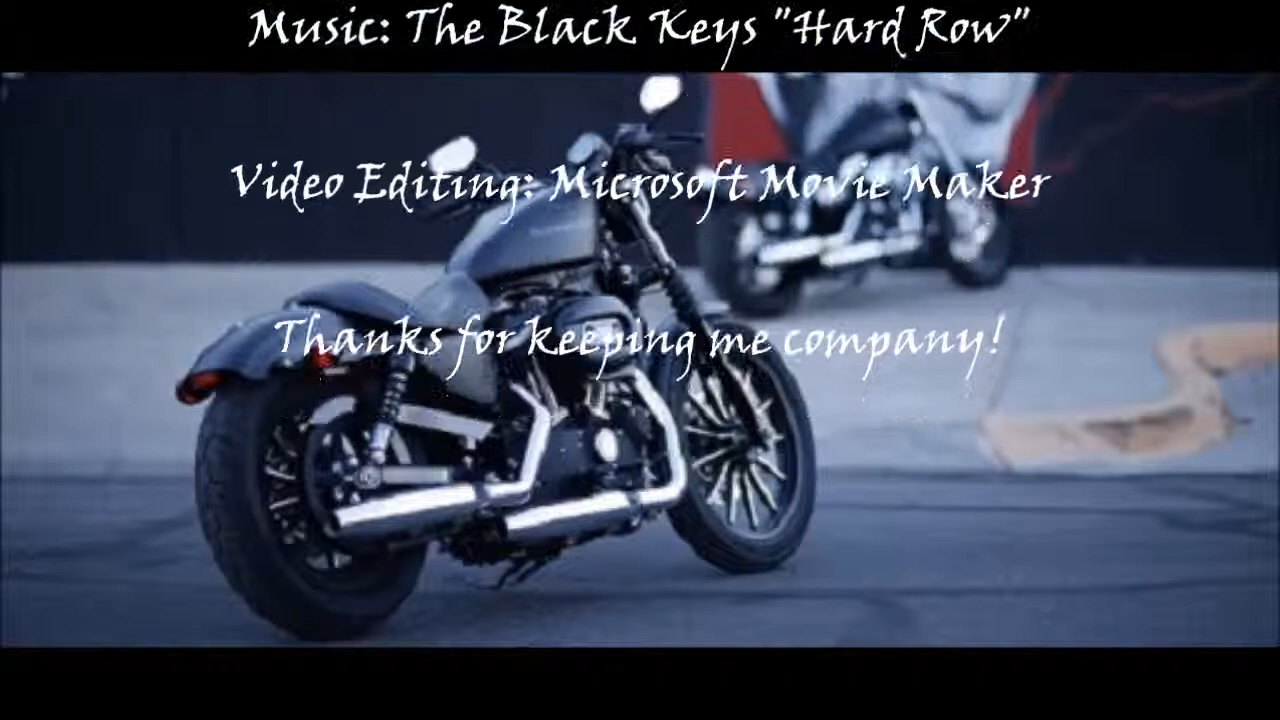 Music: The Black Keys "Hard Row"
Video Editing: Microsoft Movie Maker
Thanks for keeping me company!